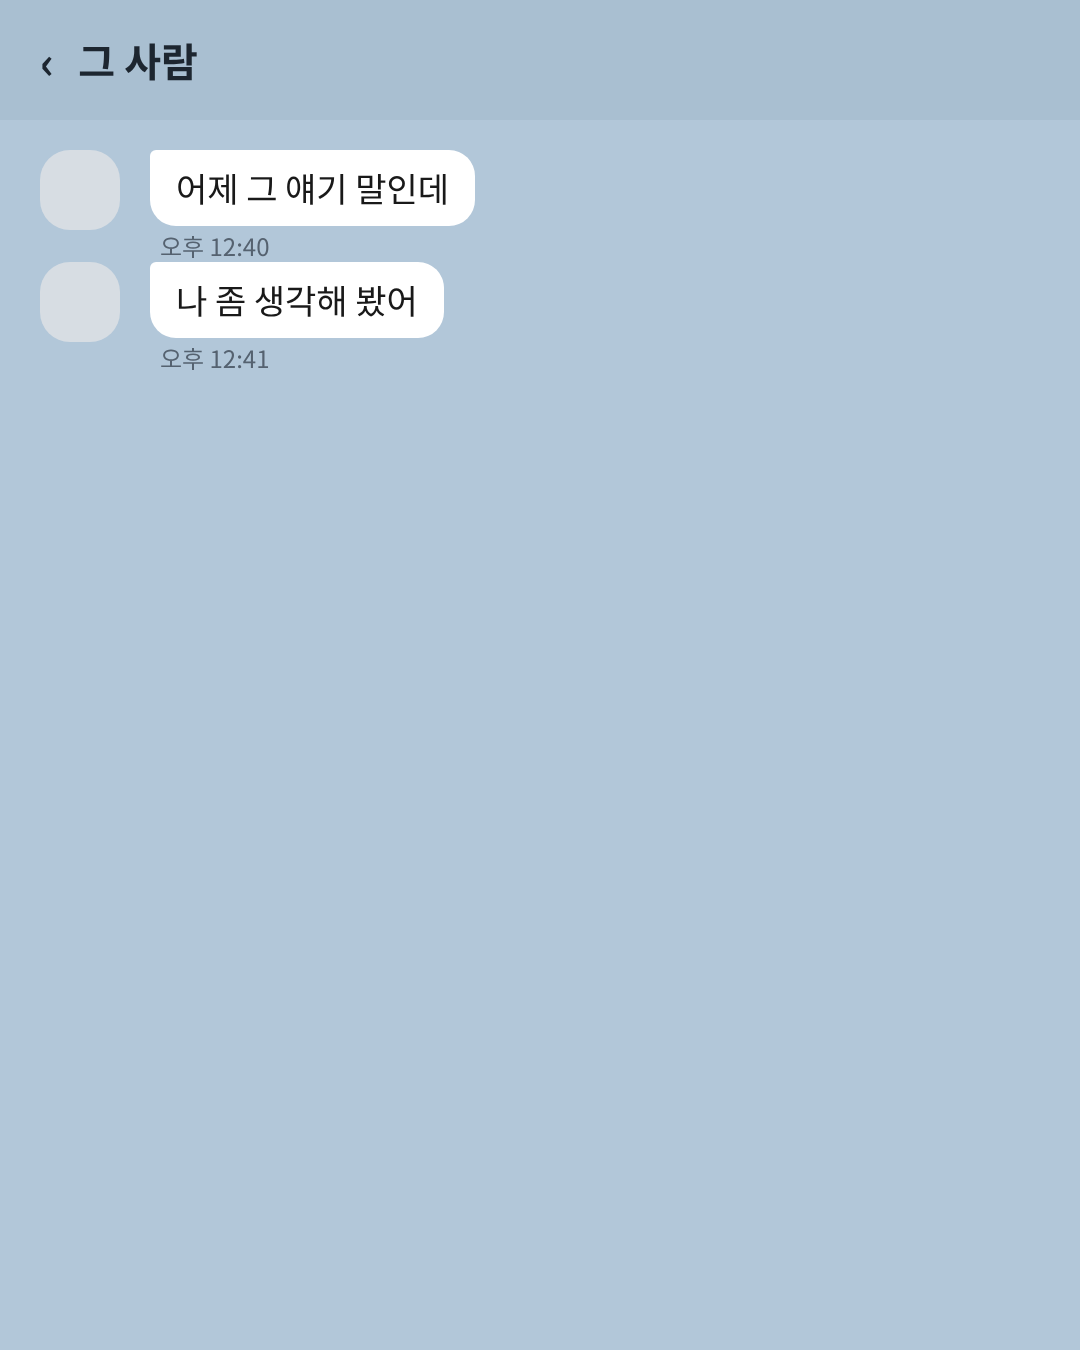 ‹ 그 사람
어제 그 얘기 말인데
오후 12:40
나 좀 생각해 봤어
오후 12:41